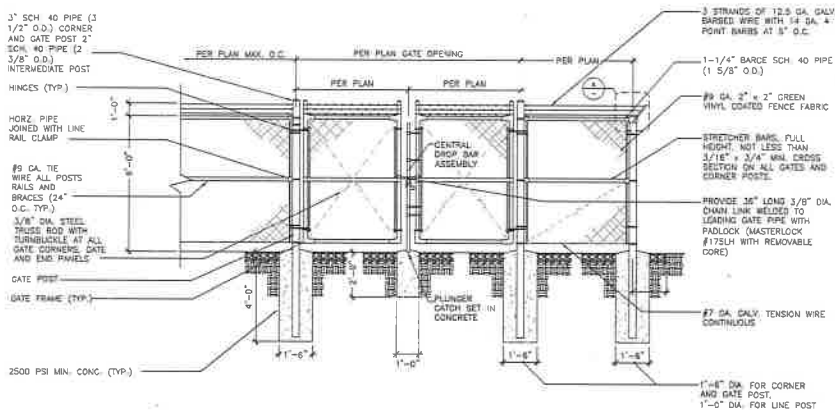 3" SCH 40 PIPE (3
1/2" O.D.) CORNER
AND GATE POST 2"
SCH. 40 PIPE (2
3/8" O.D.)
INTERMEDIATE POST
HINGES (TYP.)
HORZ. PIPE
JOINED WITH LINE
RAIL CLAMP
#9 GA. TIE
WIRE ALL POSTS
RAILS AND
BRACES (24"
O.C. TYP.)
3/8" DIA. STEEL
TRUSS ROD WITH
TURNBUCKLE AT ALL
GATE CORNERS, GATE
AND END PANELS
GATE POST
GATE FRAME (TYP.)
2500 PSI MIN. CONC. (TYP.)
PER PLAN MAX. O.C.
PER PLAN GATE OPENING
PER PLAN
PER PLAN
PER PLAN
1'-0"
CENTRAL
DROP BAR
ASSEMBLY
PLUNGER
CATCH SET IN
CONCRETE
4'-0"
1'-6"
1'-0"
1'-6"
1'-6"
3 STRANDS OF 12.5 GA. GALV
BARBED WIRE WITH 14 GA. 4
POINT BARBS AT 5" O.C.
1-1/4" BARCE SCH. 40 PIPE
(1 5/8" O.D.)
#9 GA. 2" x 2" GREEN
VINYL COATED FENCE FABRIC
STRETCHER BARS, FULL
HEIGHT, NOT LESS THAN
3/16" x 3/4" MIN. CROSS
SECTION ON ALL GATES AND
CORNER POSTS.
PROVIDE 36" LONG 3/8" DIA.
CHAIN LINK WELDED TO
LEADING GATE PIPE WITH
PADLOCK (MASTERLOCK
#175LH WITH REMOVABLE
CORE)
#7 GA. GALV. TENSION WIRE
CONTINUOUS
1'-6" DIA. FOR CORNER
AND GATE POST,
1'-0" DIA. FOR LINE POST